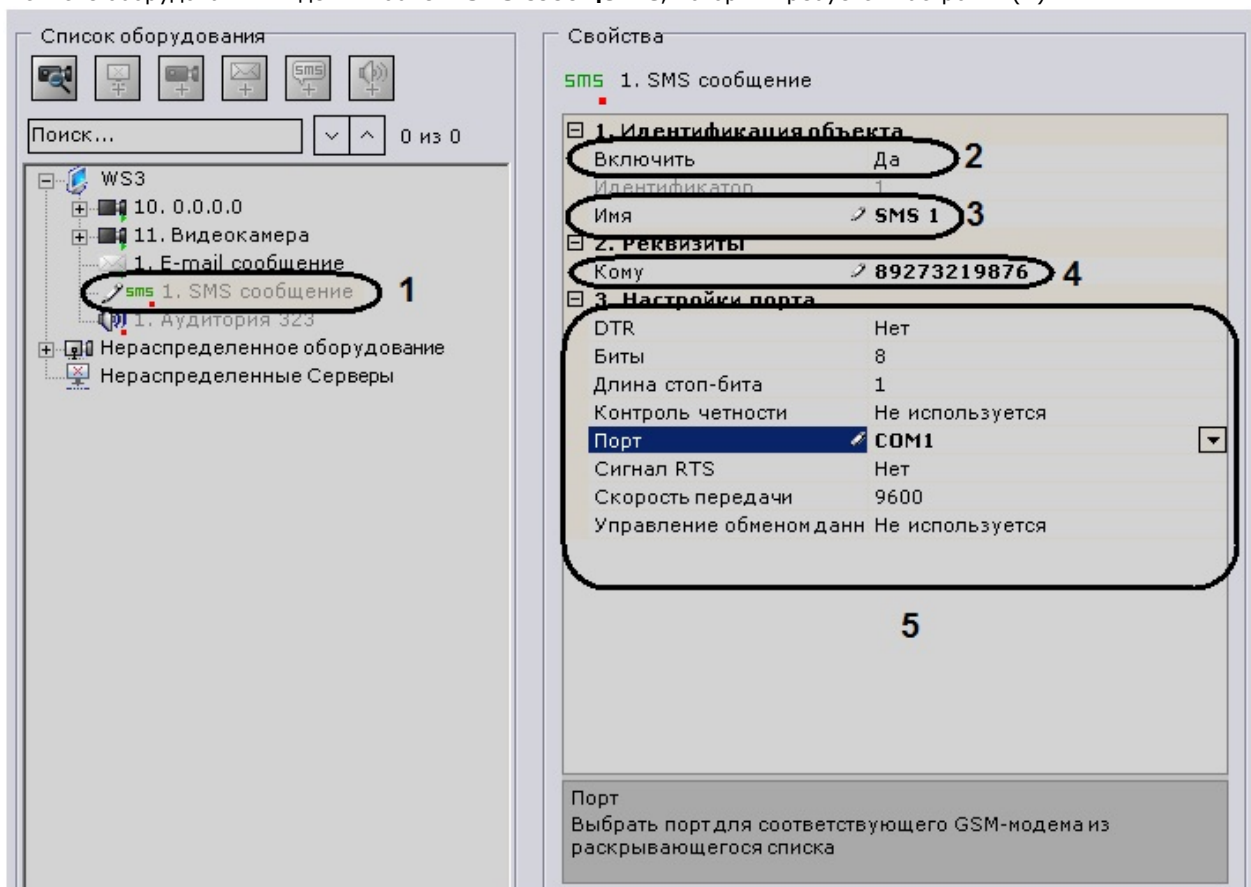 SMS сообщение
Список оборудования
sms
Поиск...
0 из 0
WS3
10. 0.0.0.0
11. Видеокамера
1. E-mail сообщение
sms 1. SMS сообщение
1
1. Аудитория 323
Нераспределенное оборудование
Нераспределенные Серверы
Свойства
sms 1. SMS сообщение
1. Идентификация объекта
Включить Да
2
Идентификатор 1
Имя SMS 1
3
2. Реквизиты
Кому 89273219876
4
3. Настройки порта
DTR Нет
Биты 8
Длина стоп-бита 1
Контроль четности Не используется
Порт COM1
Сигнал RTS Нет
Скорость передачи 9600
Управление обменом данн Не используется
5
Порт
Выбрать порт для соответствующего GSM-модема из
раскрывающегося списка